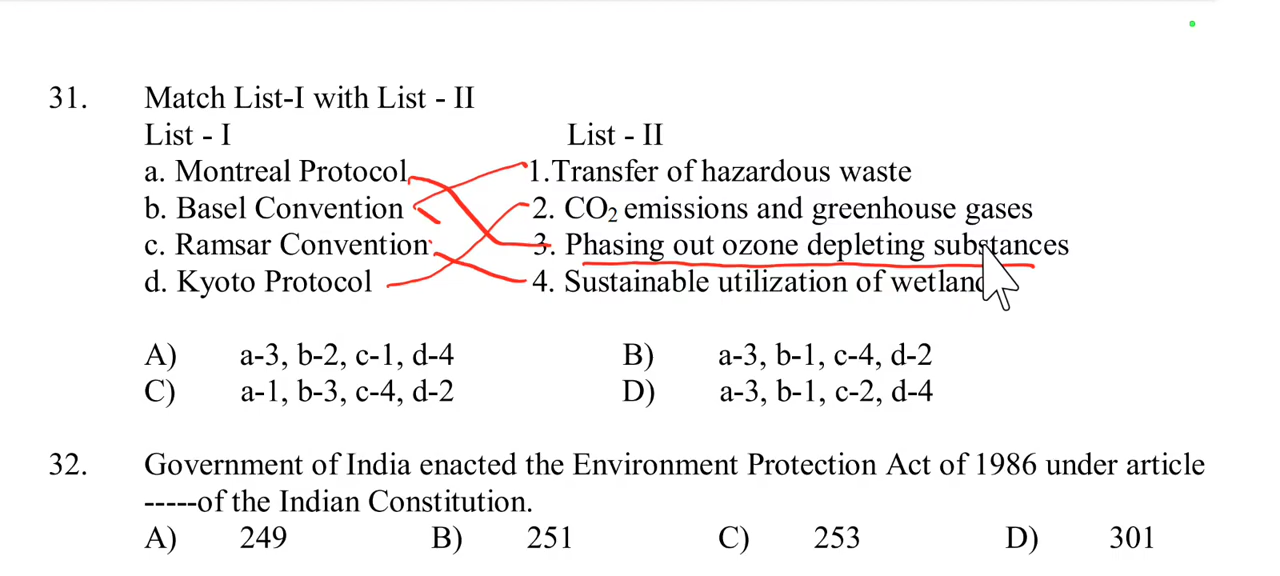 31. Match List-I with List - II
List - I List - II
a. Montreal Protocol 1.Transfer of hazardous waste
b. Basel Convention 2. CO₂ emissions and greenhouse gases
c. Ramsar Convention 3. Phasing out ozone depleting substances
d. Kyoto Protocol 4. Sustainable utilization of
A) a-3, b-2, c-1, d-4 B) a-3, b-1, c-4, d-2
C) a-1, b-3, c-4, d-2 D) a-3, b-1, c-2, d-4
32. Government of India enacted the Environment Protection Act of 1986 under article
-----of the Indian Constitution.
A) 249 B) 251 C) 253 D) 301